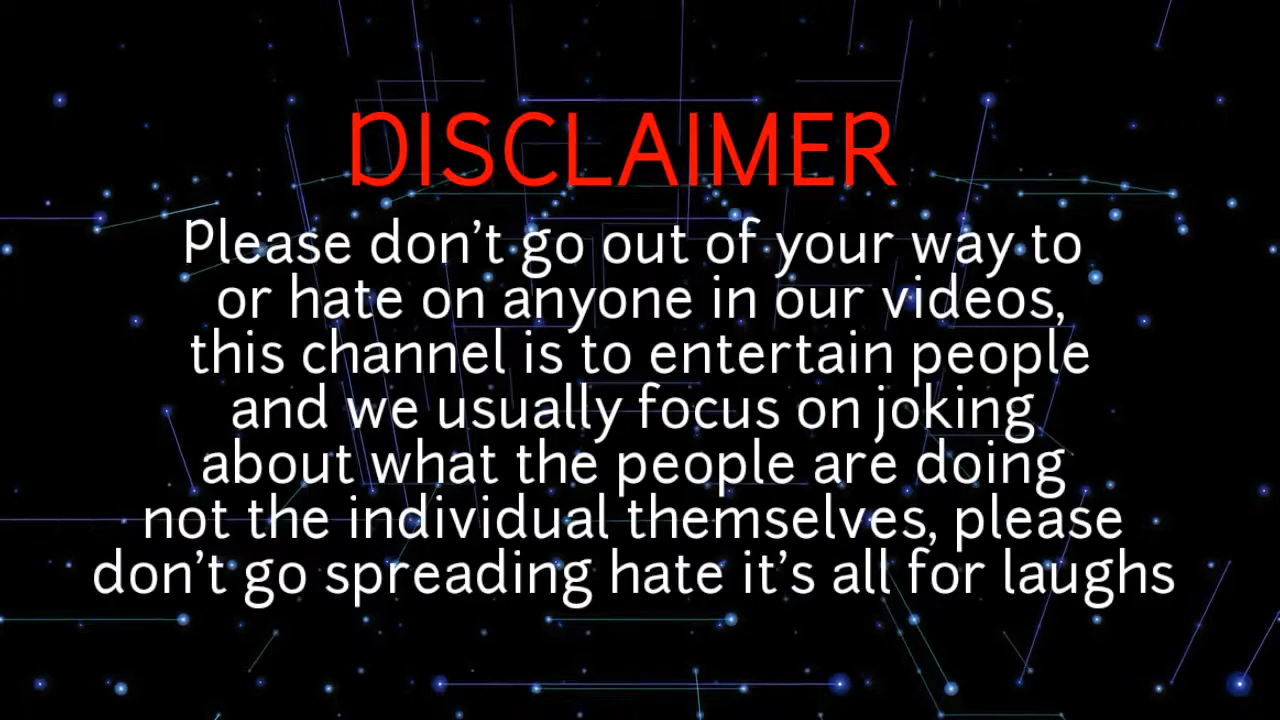 DISCLAIMER
Please don't go out of your way to
or hate on anyone in our videos,
this channel is to entertain people
and we usually focus on joking
about what the people are doing
not the individual themselves, please
don't go spreading hate it's all for laughs